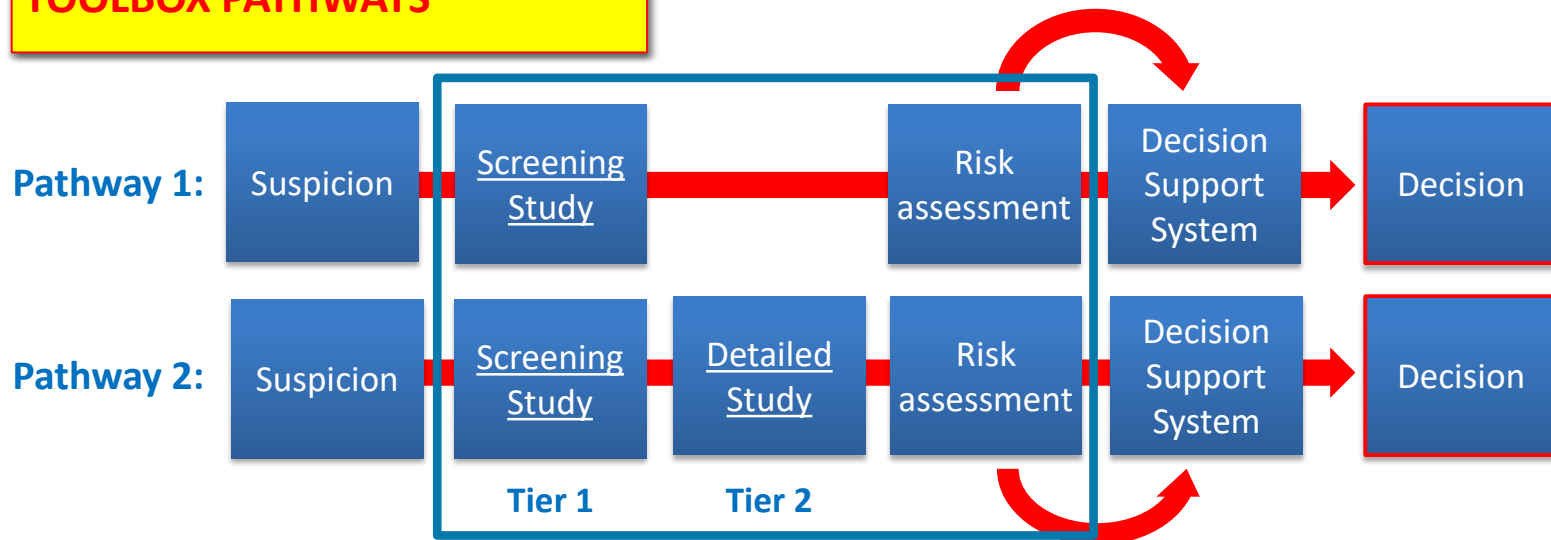 TOOLBOX PATHWAYS
Pathway 1:
Suspicion
Screening
Study
Risk
assessment
Decision
Support
System
Decision
Pathway 2:
Suspicion
Screening
Study
Detailed
Study
Risk
assessment
Decision
Support
System
Decision
Tier 1
Tier 2